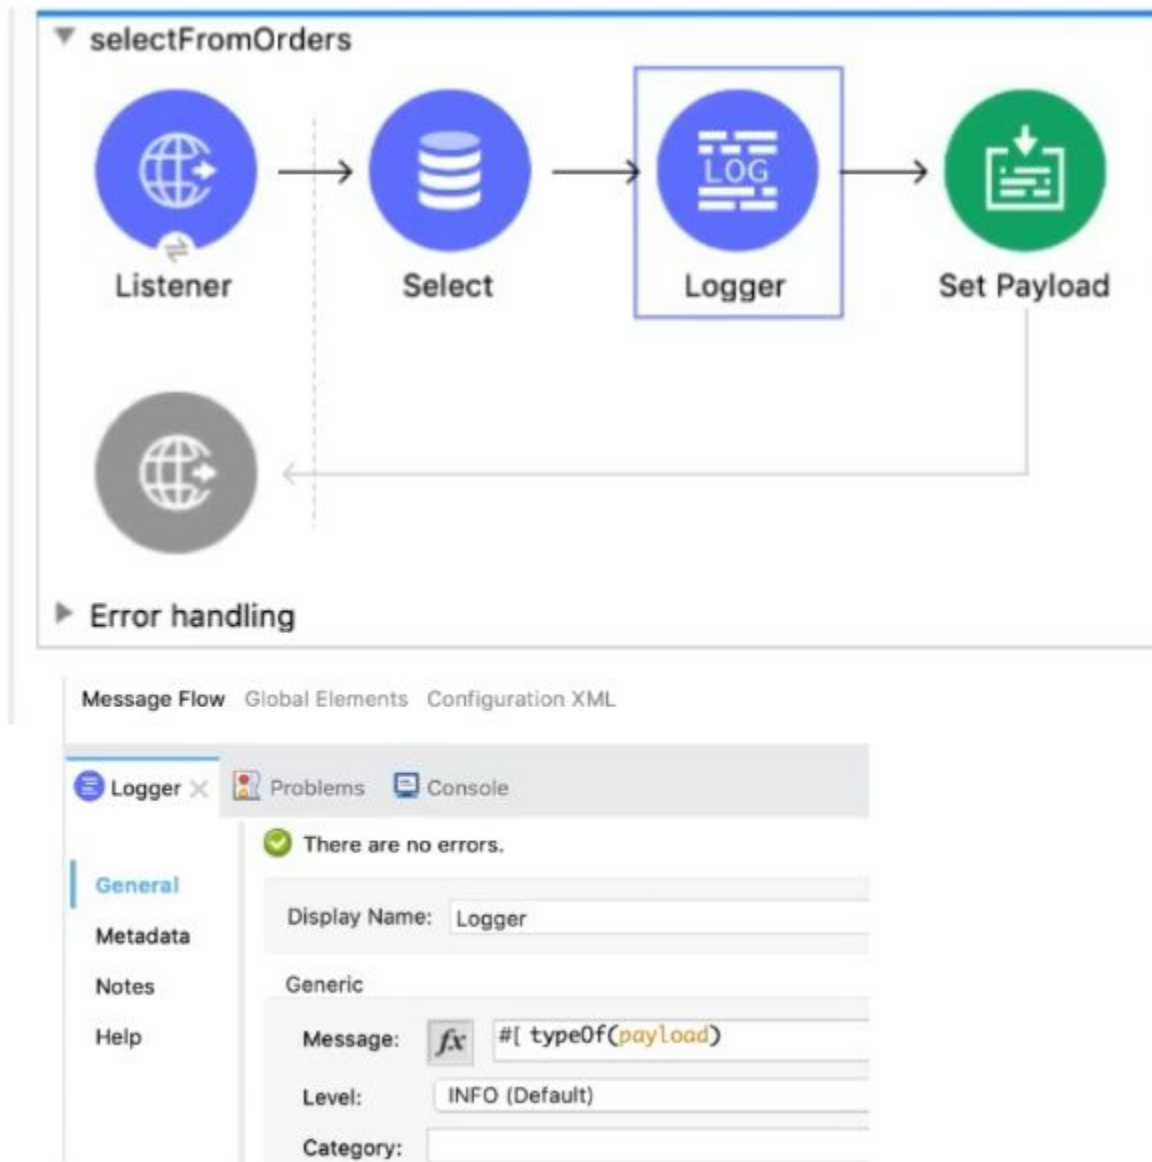 selectFromOrders
LOG
Listener Select Logger Set Payload
Error handling
Message Flow Global Elements Configuration XML
Logger Problems Console
There are no errors.
General
Display Name: Logger
Metadata
Notes Generic
Help Message: fx #[ typeOf(payload)
Level: INFO (Default)
Category: